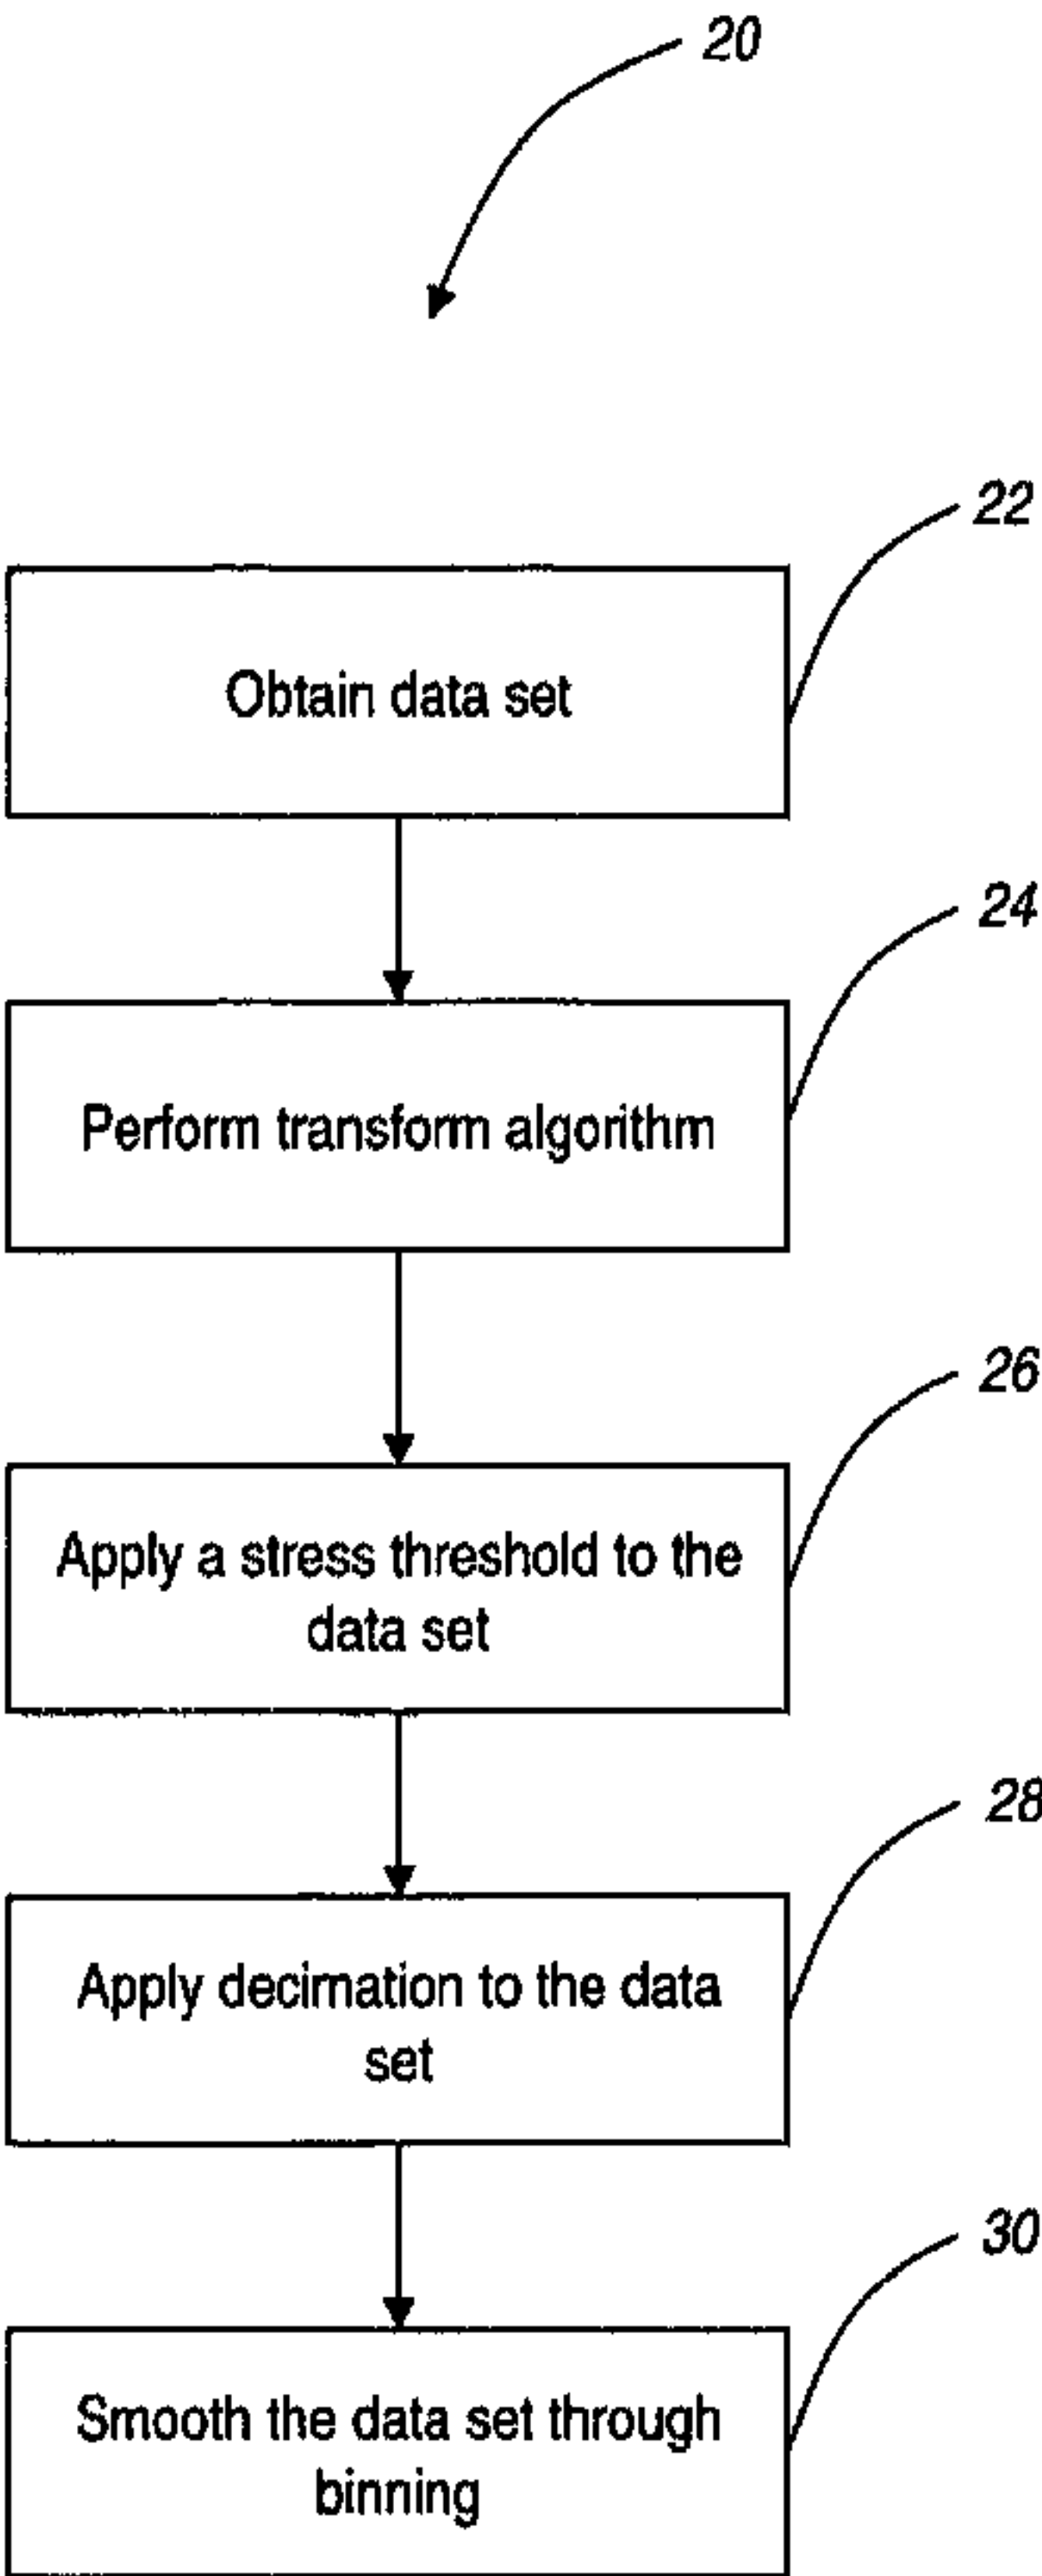 20
22
Obtain data set
24
Perform transform algorithm
26
Apply a stress threshold to the
data set
28
Apply decimation to the data
set
30
Smooth the data set through
binning